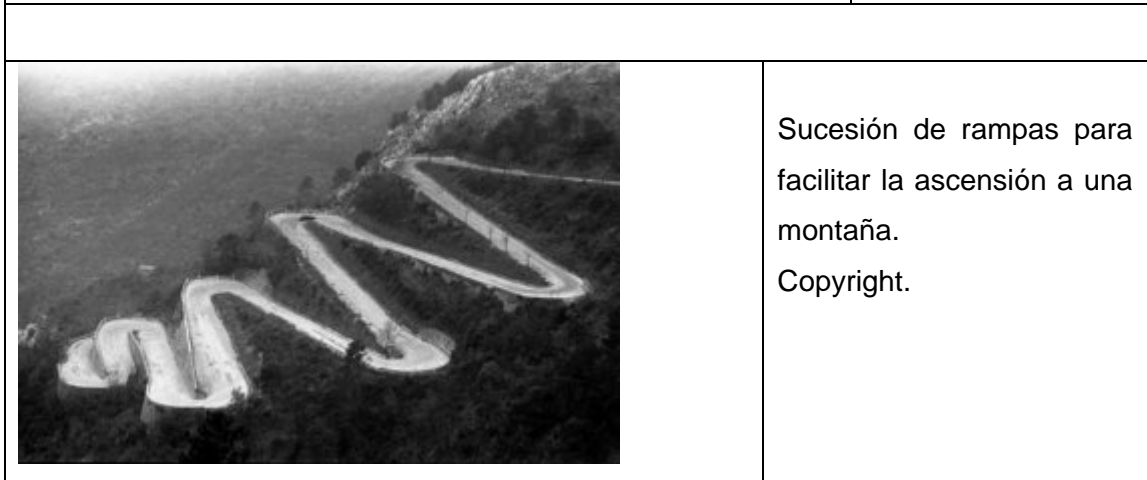 Sucesión de rampas para
facilitar la ascensión a una
montaña.
Copyright.